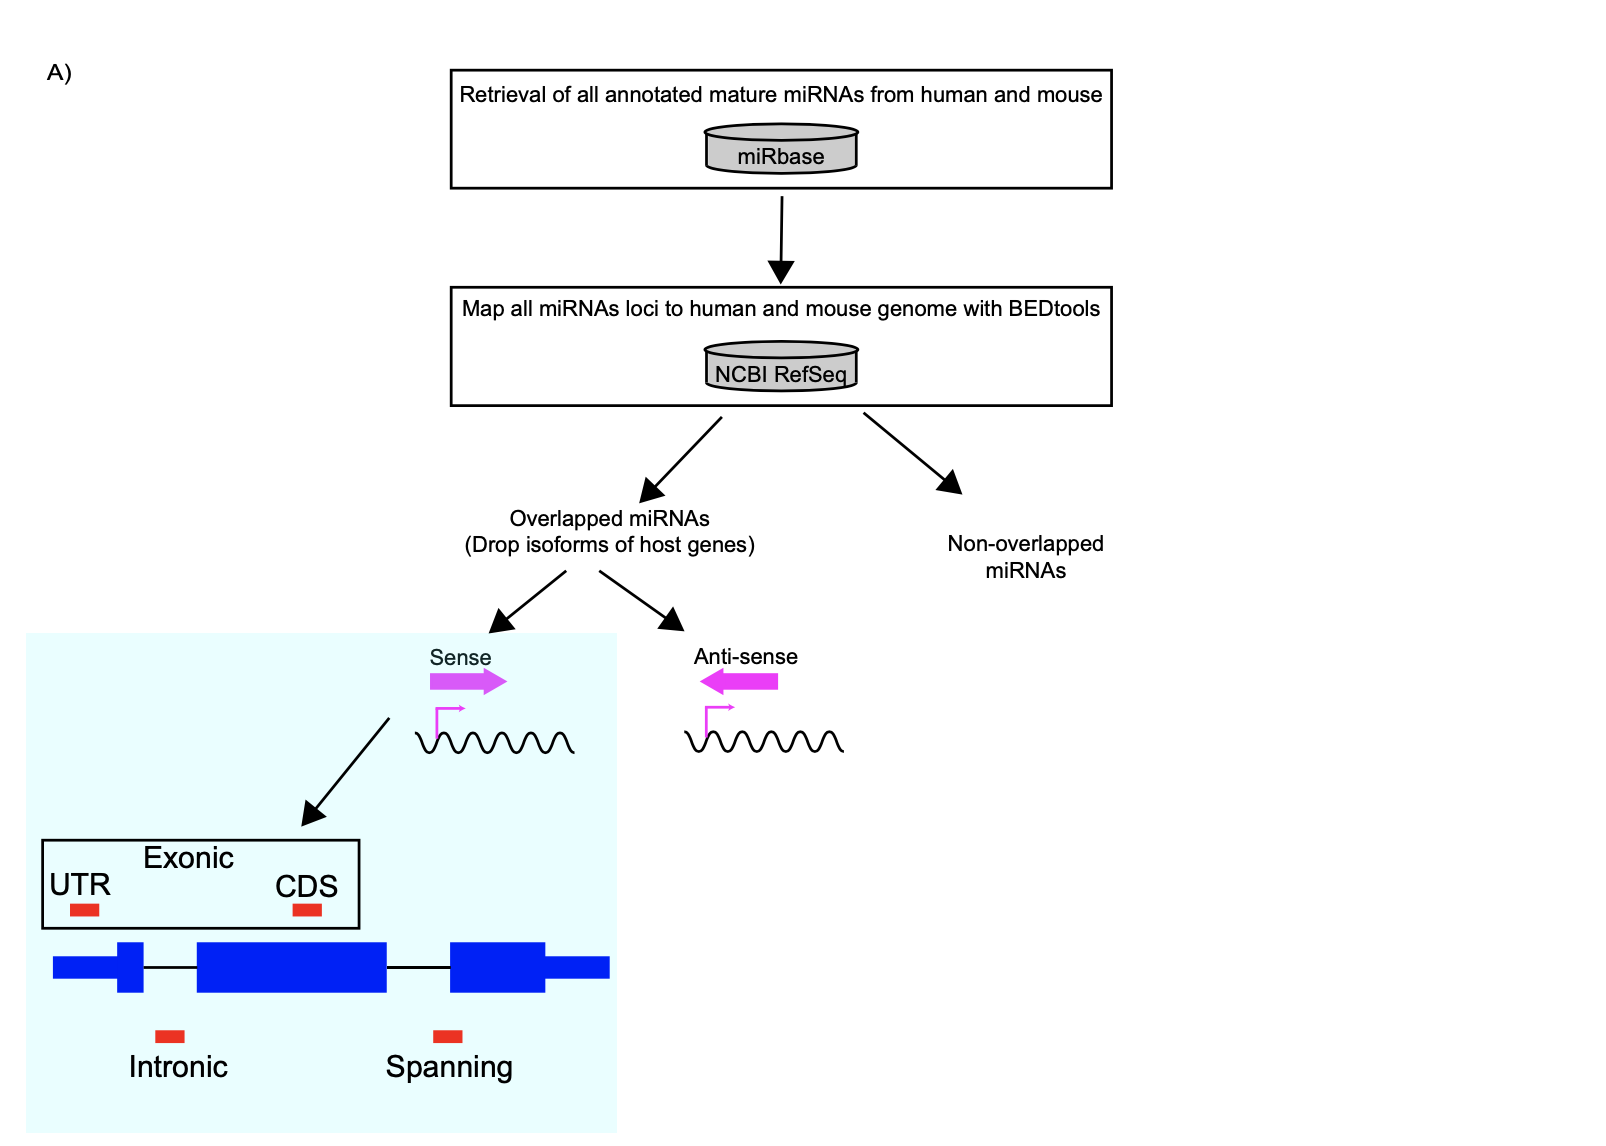 A)
Retrieval of all annotated mature miRNAs from human and mouse
miRbase
Map all miRNAs loci to human and mouse genome with BEDtools
NCBI RefSeq
Overlapped miRNAs
(Drop isoforms of host genes)
Non-overlapped
miRNAs
Sense
Anti-sense
Exonic
UTR
CDS
Intronic
Spanning